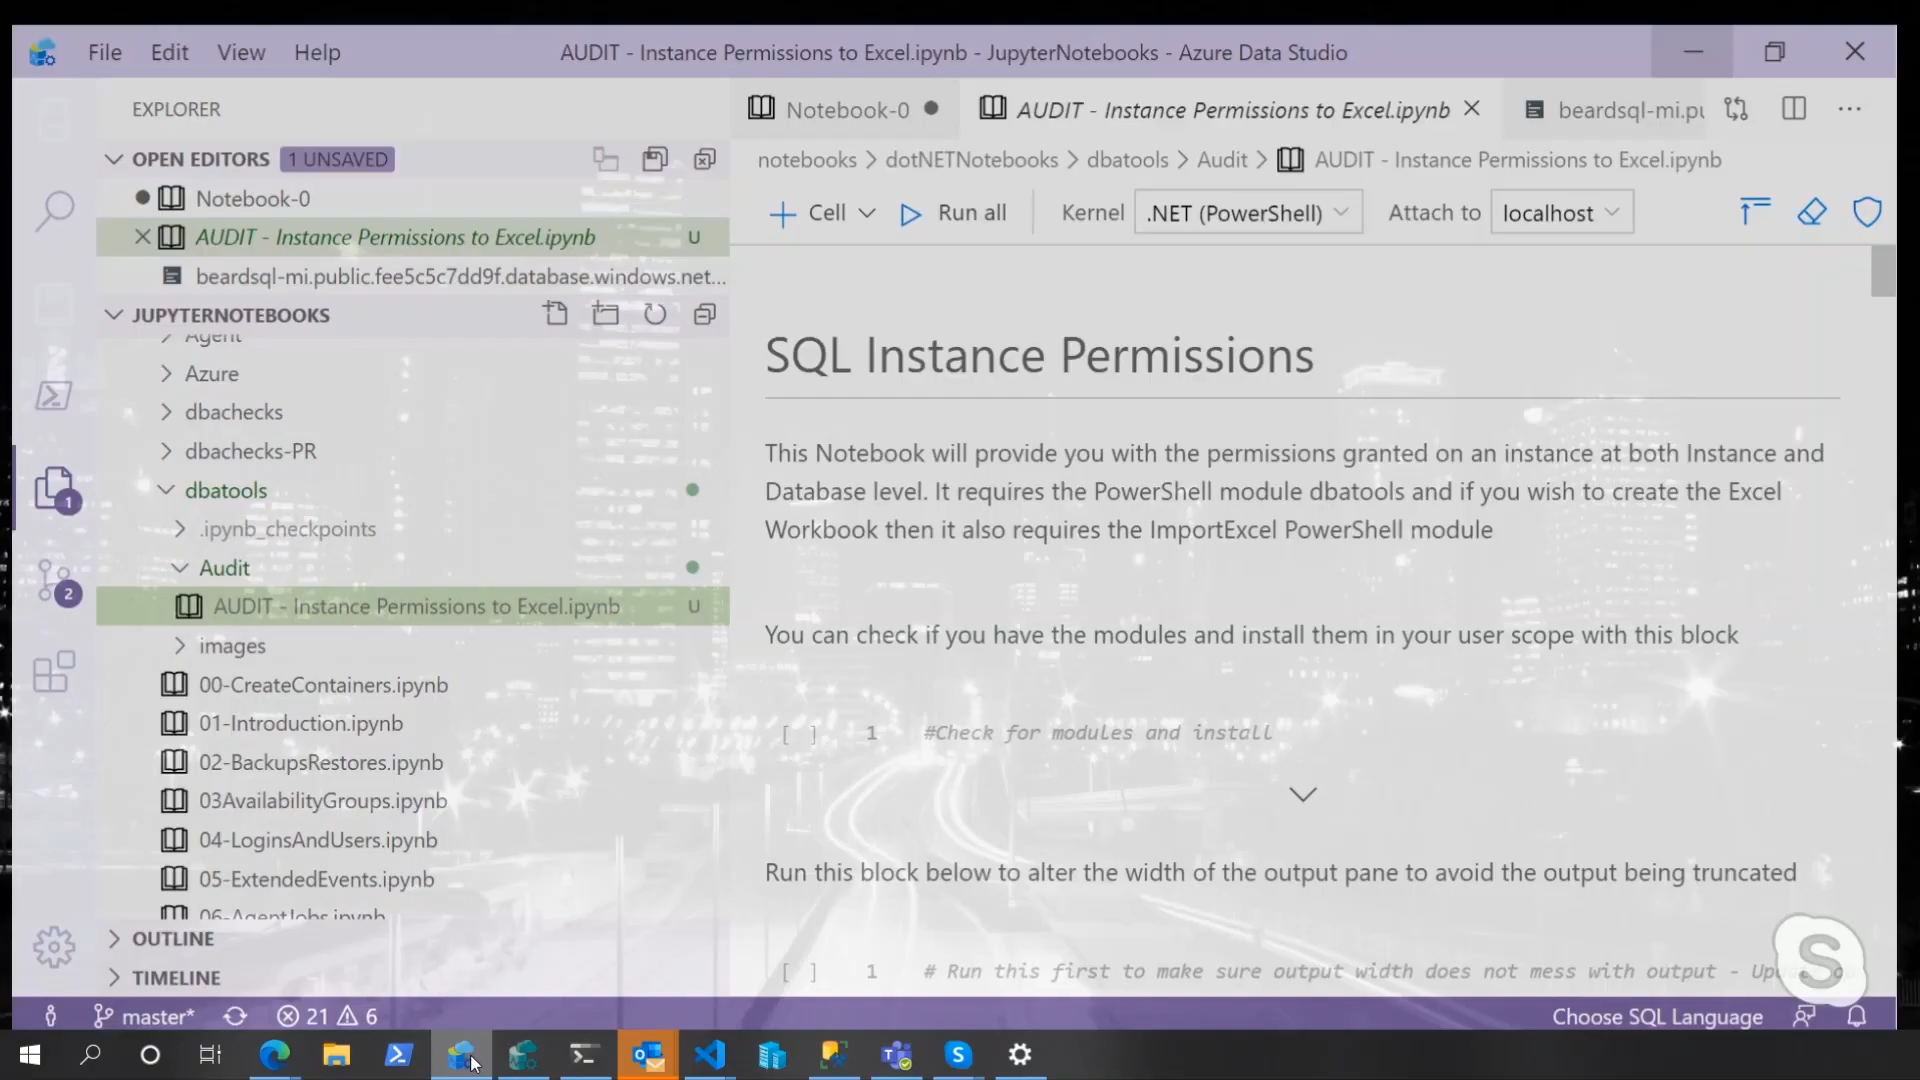 File Edit View Help AUDIT - Instance Permissions to Excel.ipynb - JupyterNotebooks - Azure Data Studio
EXPLORER
OPEN EDITORS 1 UNSAVED
Notebook-0
AUDIT - Instance Permissions to Excel.ipynb U
beardsql-mi.public.fee5c5c7dd9f.database.windows.net...
JUPYTERNOTEBOOKS
Agent
Azure
dbachecks
dbachecks-PR
dbatools
.ipynb_checkpoints
Audit
AUDIT - Instance Permissions to Excel.ipynb U
images
00-CreateContainers.ipynb
01-Introduction.ipynb
02-BackupsRestores.ipynb
03AvailabilityGroups.ipynb
04-LoginsAndUsers.ipynb
05-ExtendedEvents.ipynb
06-AgentJobs.ipynb
OUTLINE
TIMELINE
1
2
Notebook-0 AUDIT - Instance Permissions to Excel.ipynb beardsql-mi.pu
notebooks > dotNETNotebooks > dbatools > Audit > AUDIT - Instance Permissions to Excel.ipynb
+ Cell Run all Kernel .NET (PowerShell) Attach to localhost
SQL Instance Permissions
This Notebook will provide you with the permissions granted on an instance at both Instance and
Database level. It requires the PowerShell module dbatools and if you wish to create the Excel
Workbook then it also requires the ImportExcel PowerShell module
You can check if you have the modules and install them in your user scope with this block
[ ] 1 #Check for modules and install
Run this block below to alter the width of the output pane to avoid the output being truncated
[ ] 1 # Run this first to make sure output width does not mess with output -
master* 21 6 Choose SQL Language